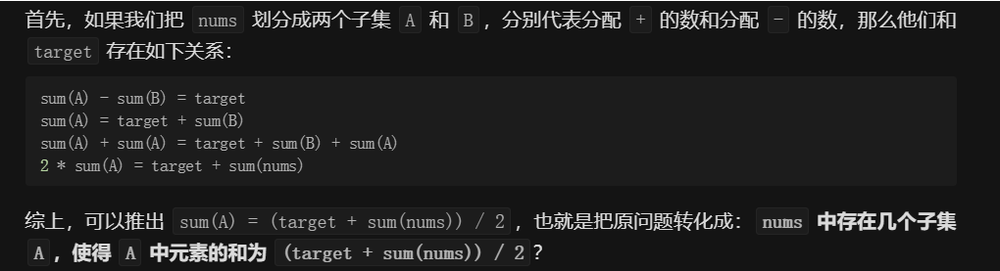 首先，如果我们把 nums 划分成两个子集 A 和 B，分别代表分配 + 的数和分配 - 的数，那么他们和
target 存在如下关系：
sum(A) - sum(B) = target
sum(A) = target + sum(B)
sum(A) + sum(A) = target + sum(B) + sum(A)
2 * sum(A) = target + sum(nums)
综上，可以推出 sum(A) = (target + sum(nums)) / 2，也就是把原问题转化成：nums 中存在几个子集
A，使得 A 中元素的和为 (target + sum(nums)) / 2？